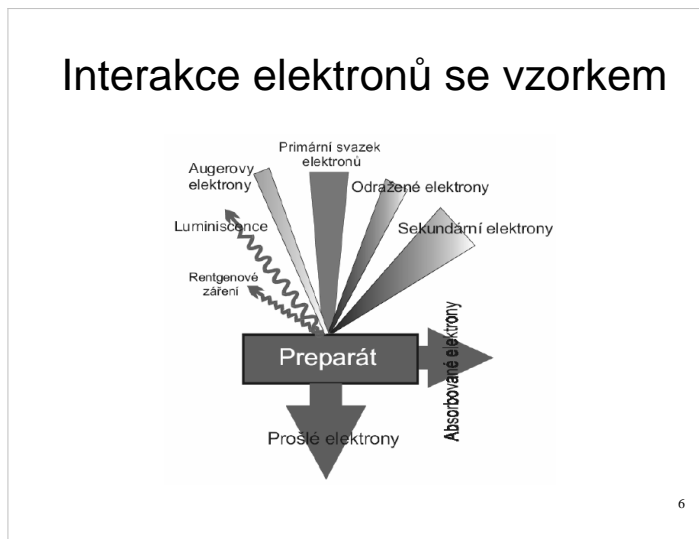 Interakce elektronů se vzorkem
Primární svazek
elektronů
Augerovy
elektrony
Odražené elektrony
Luminiscence
Sekundární elektrony
Rentgenové
záření
Preparát
Absorbované elektrony
Prošlé elektrony
6